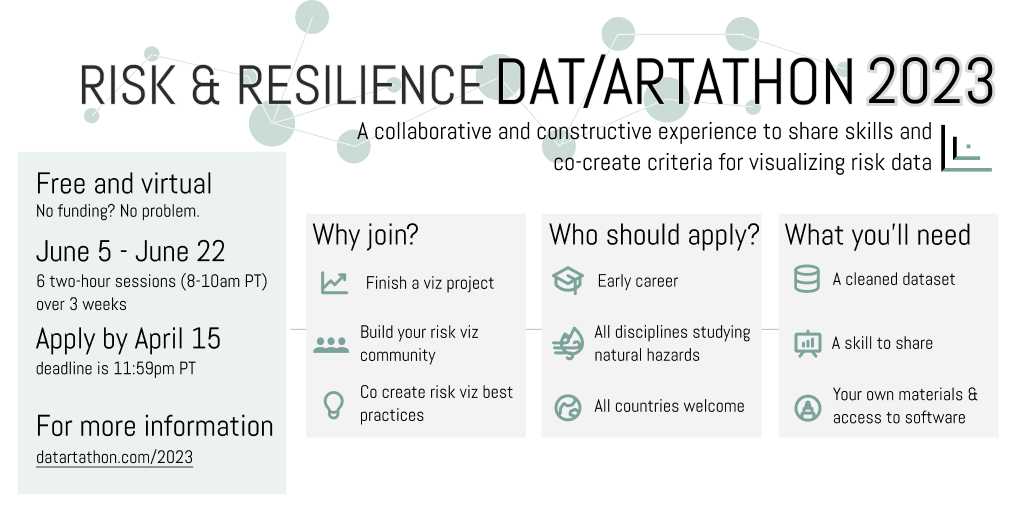 RISK & RESILIENCE DAT/ARTATHON 2023
A collaborative and constructive experience to share skills and
co-create criteria for visualizing risk data
Free and virtual
No funding? No problem.
June 5 - June 22
6 two-hour sessions (8-10am PT)
over 3 weeks
Apply by April 15
deadline is 11:59pm PT
For more information
datartathon.com/2023
Why join?
Finish a viz project
Build your risk viz
community
Co create risk viz best
practices
Who should apply?
Early career
All disciplines studying
natural hazards
All countries welcome
What you'll need
A cleaned dataset
A skill to share
Your own materials &
access to software